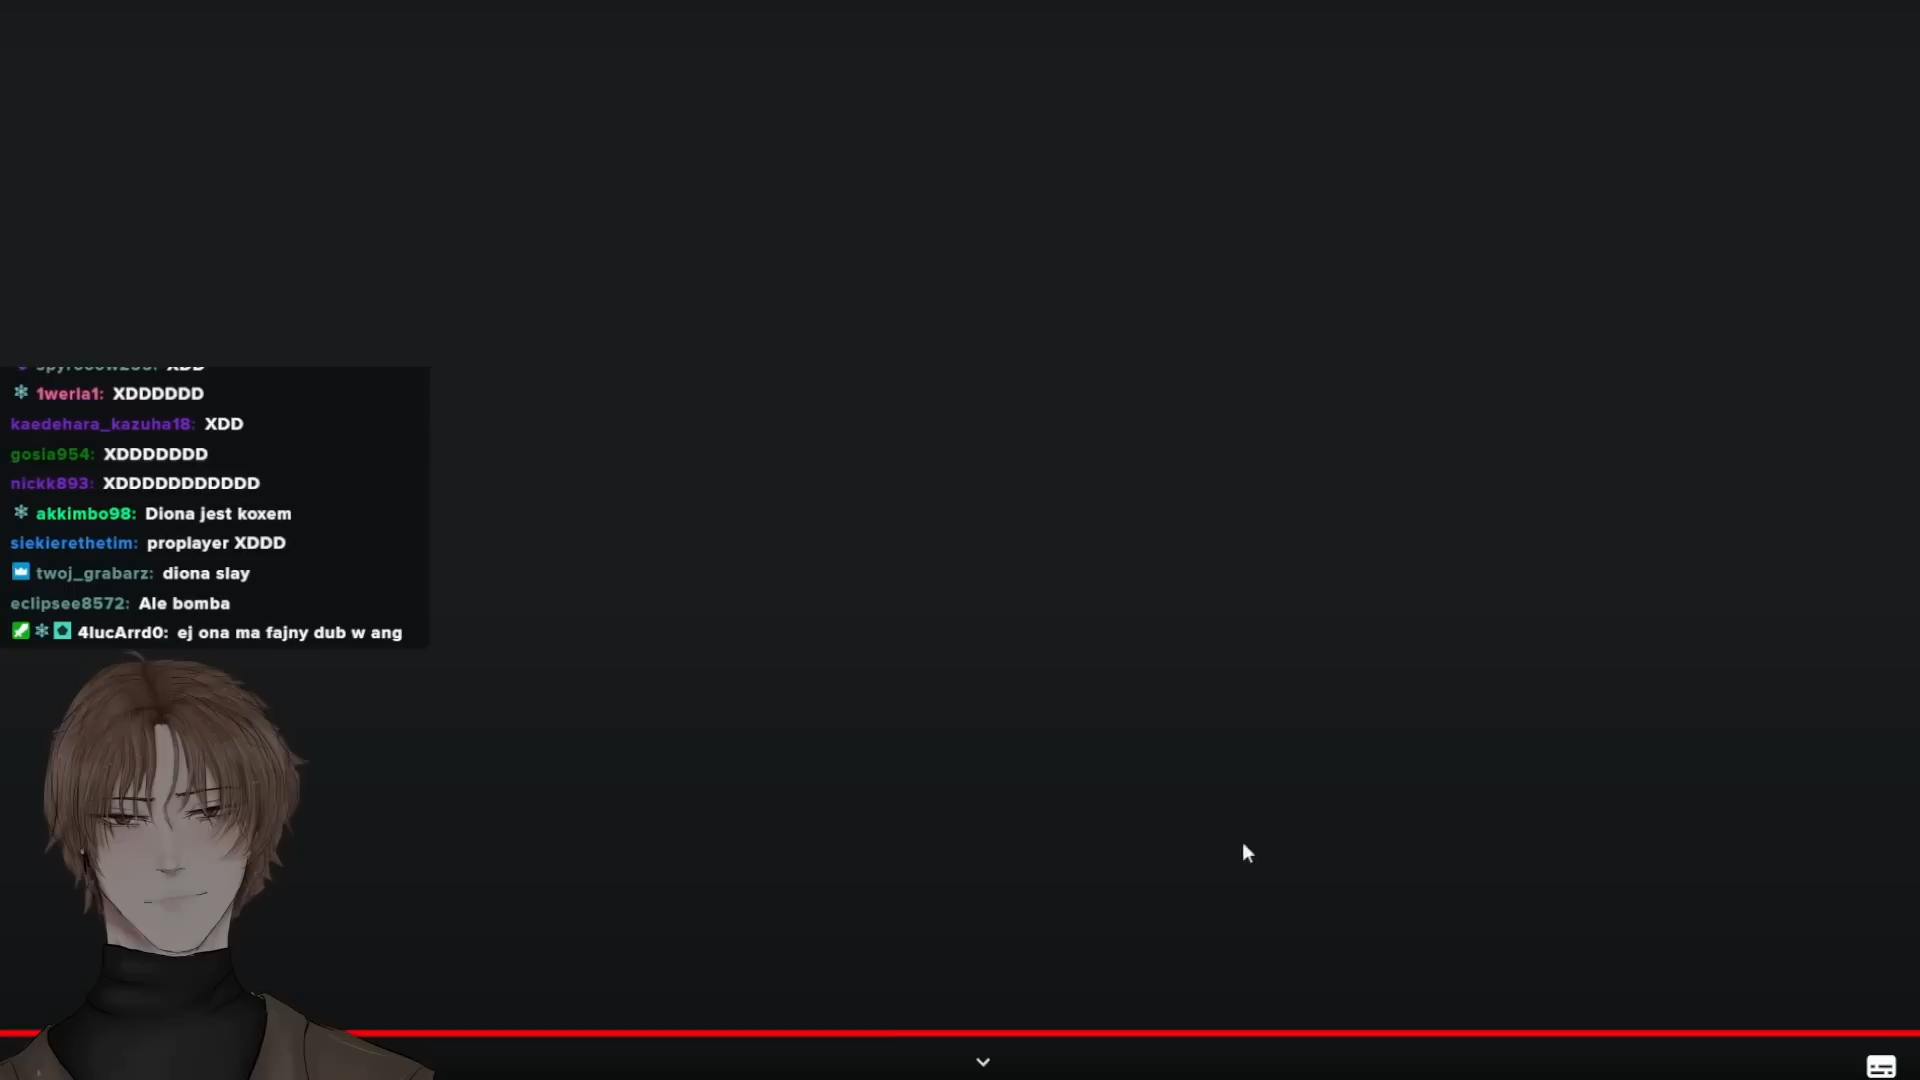 XDD
1werla1: XDDDDDD
kaedehara_kazuha18: XDD
gosia954: XDDDDDDD
nickk893: XDDDDDDDDDDD
akkimbo98: Diona jest koxem
siekierethetim: proplayer XDDD
twoj_grabarz: diona slay
eclipsee8572: Ale bomba
4lucArrd0: ej ona ma fajny dub w ang